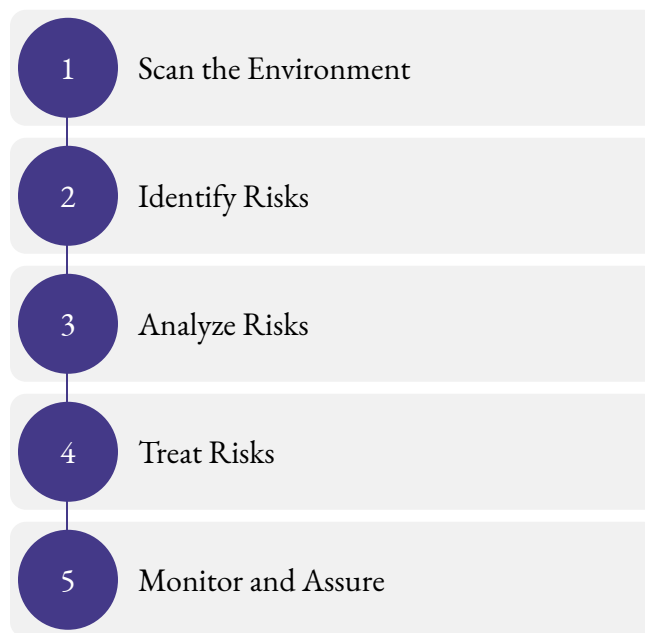 1 Scan the Environment
2 Identify Risks
3 Analyze Risks
4 Treat Risks
5 Monitor and Assure